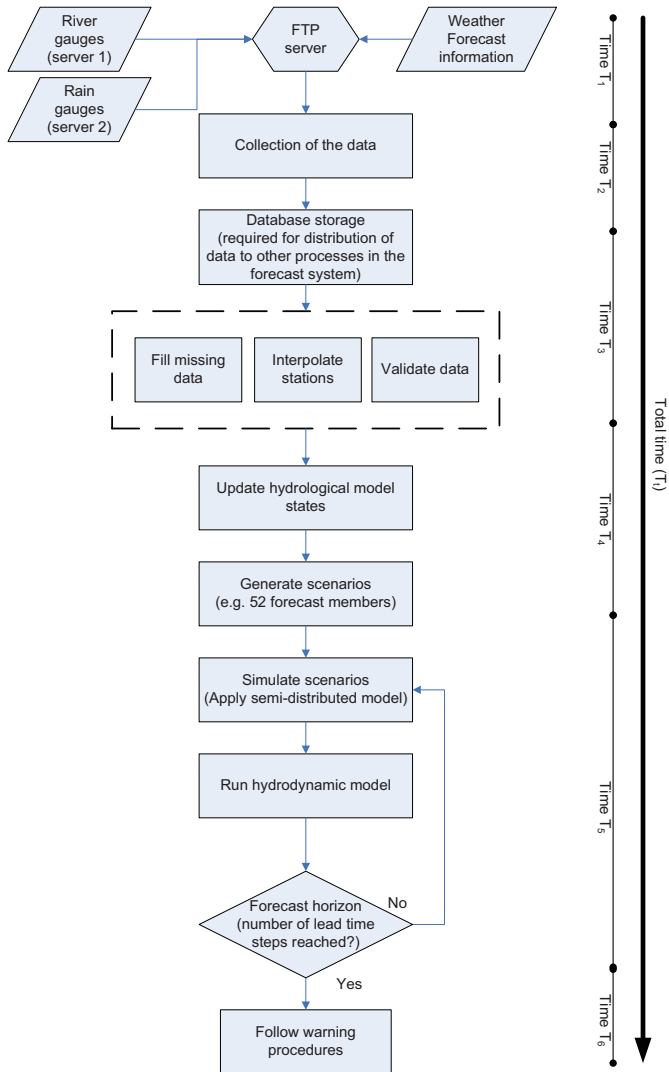 River
gauges
(server 1)
FTP
server
Weather
Forecast
information
Rain
gauges
(server 2)
Collection of the data
Database storage
(required for distribution of
data to other processes in the
forecast system)
Fill missing
data
Interpolate
stations
Validate data
Update hydrological model
states
Generate scenarios
(e.g. 52 forecast members)
Simulate scenarios
(Apply semi-distributed model)
Run hydrodynamic model
Forecast horizon
(number of lead time
steps reached?)
No
Yes
Follow warning
procedures
Time T₁
Time T₂
Time T₃
Time T₄
Time T₅
Time T₆
Total time (Tₜ)